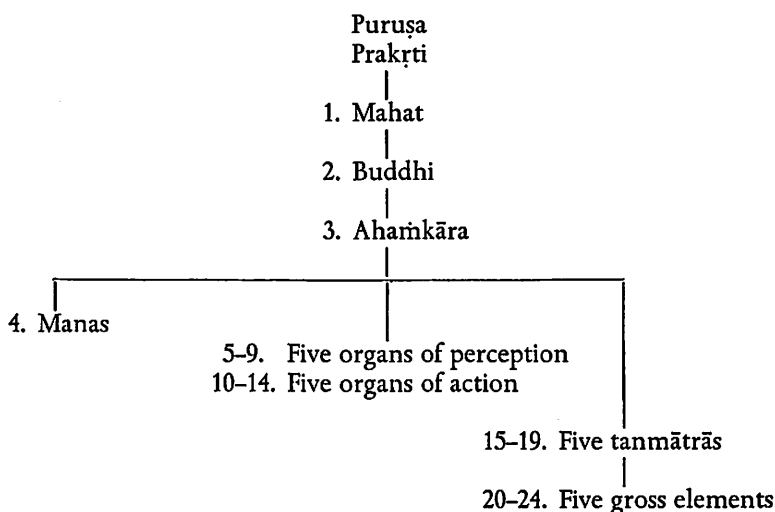 Puruṣa
Prakṛti
1. Mahat
2. Buddhi
3. Ahaṁkāra
4. Manas
5–9. Five organs of perception
10–14. Five organs of action
15–19. Five tanmātrās
20–24. Five gross elements